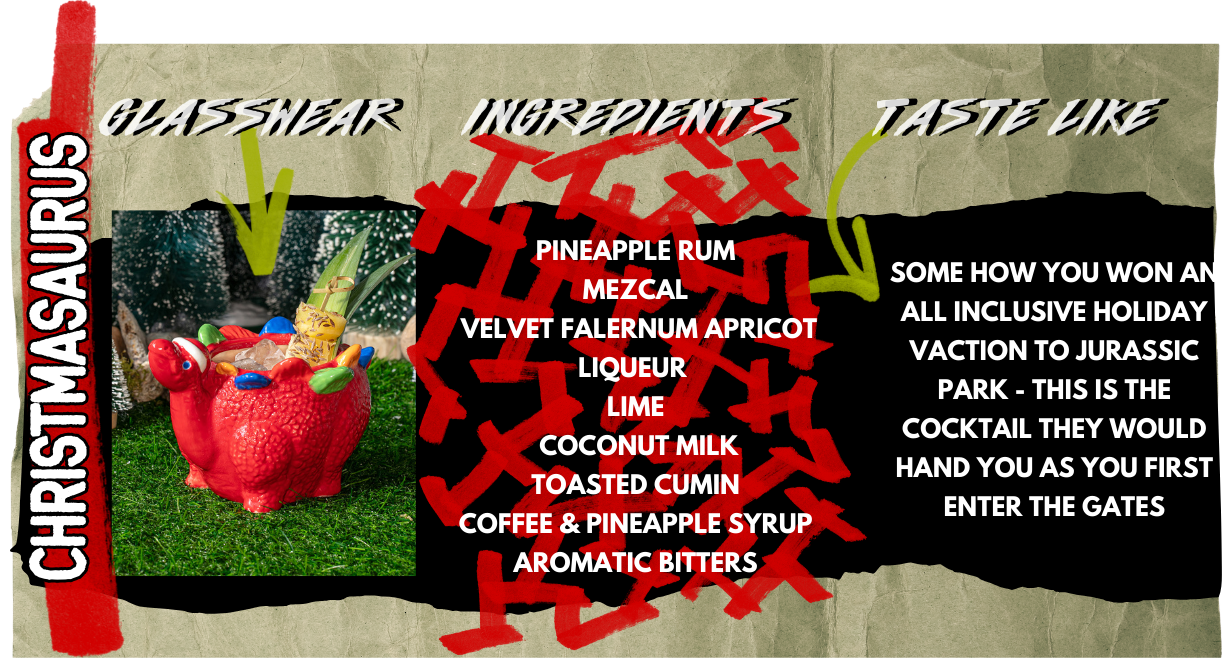 CHRISTMASAURUS
GLASSWEAR
INGREDIENTS
TASTE LIKE
PINEAPPLE RUM
MEZCAL
VELVET FALERNUM APRICOT
LIQUEUR
LIME
COCONUT MILK
TOASTED CUMIN
COFFEE & PINEAPPLE SYRUP
AROMATIC BITTERS
SOME HOW YOU WON AN
ALL INCLUSIVE HOLIDAY
VACTION TO JURASSIC
PARK - THIS IS THE
COCKTAIL THEY WOULD
HAND YOU AS YOU FIRST
ENTER THE GATES